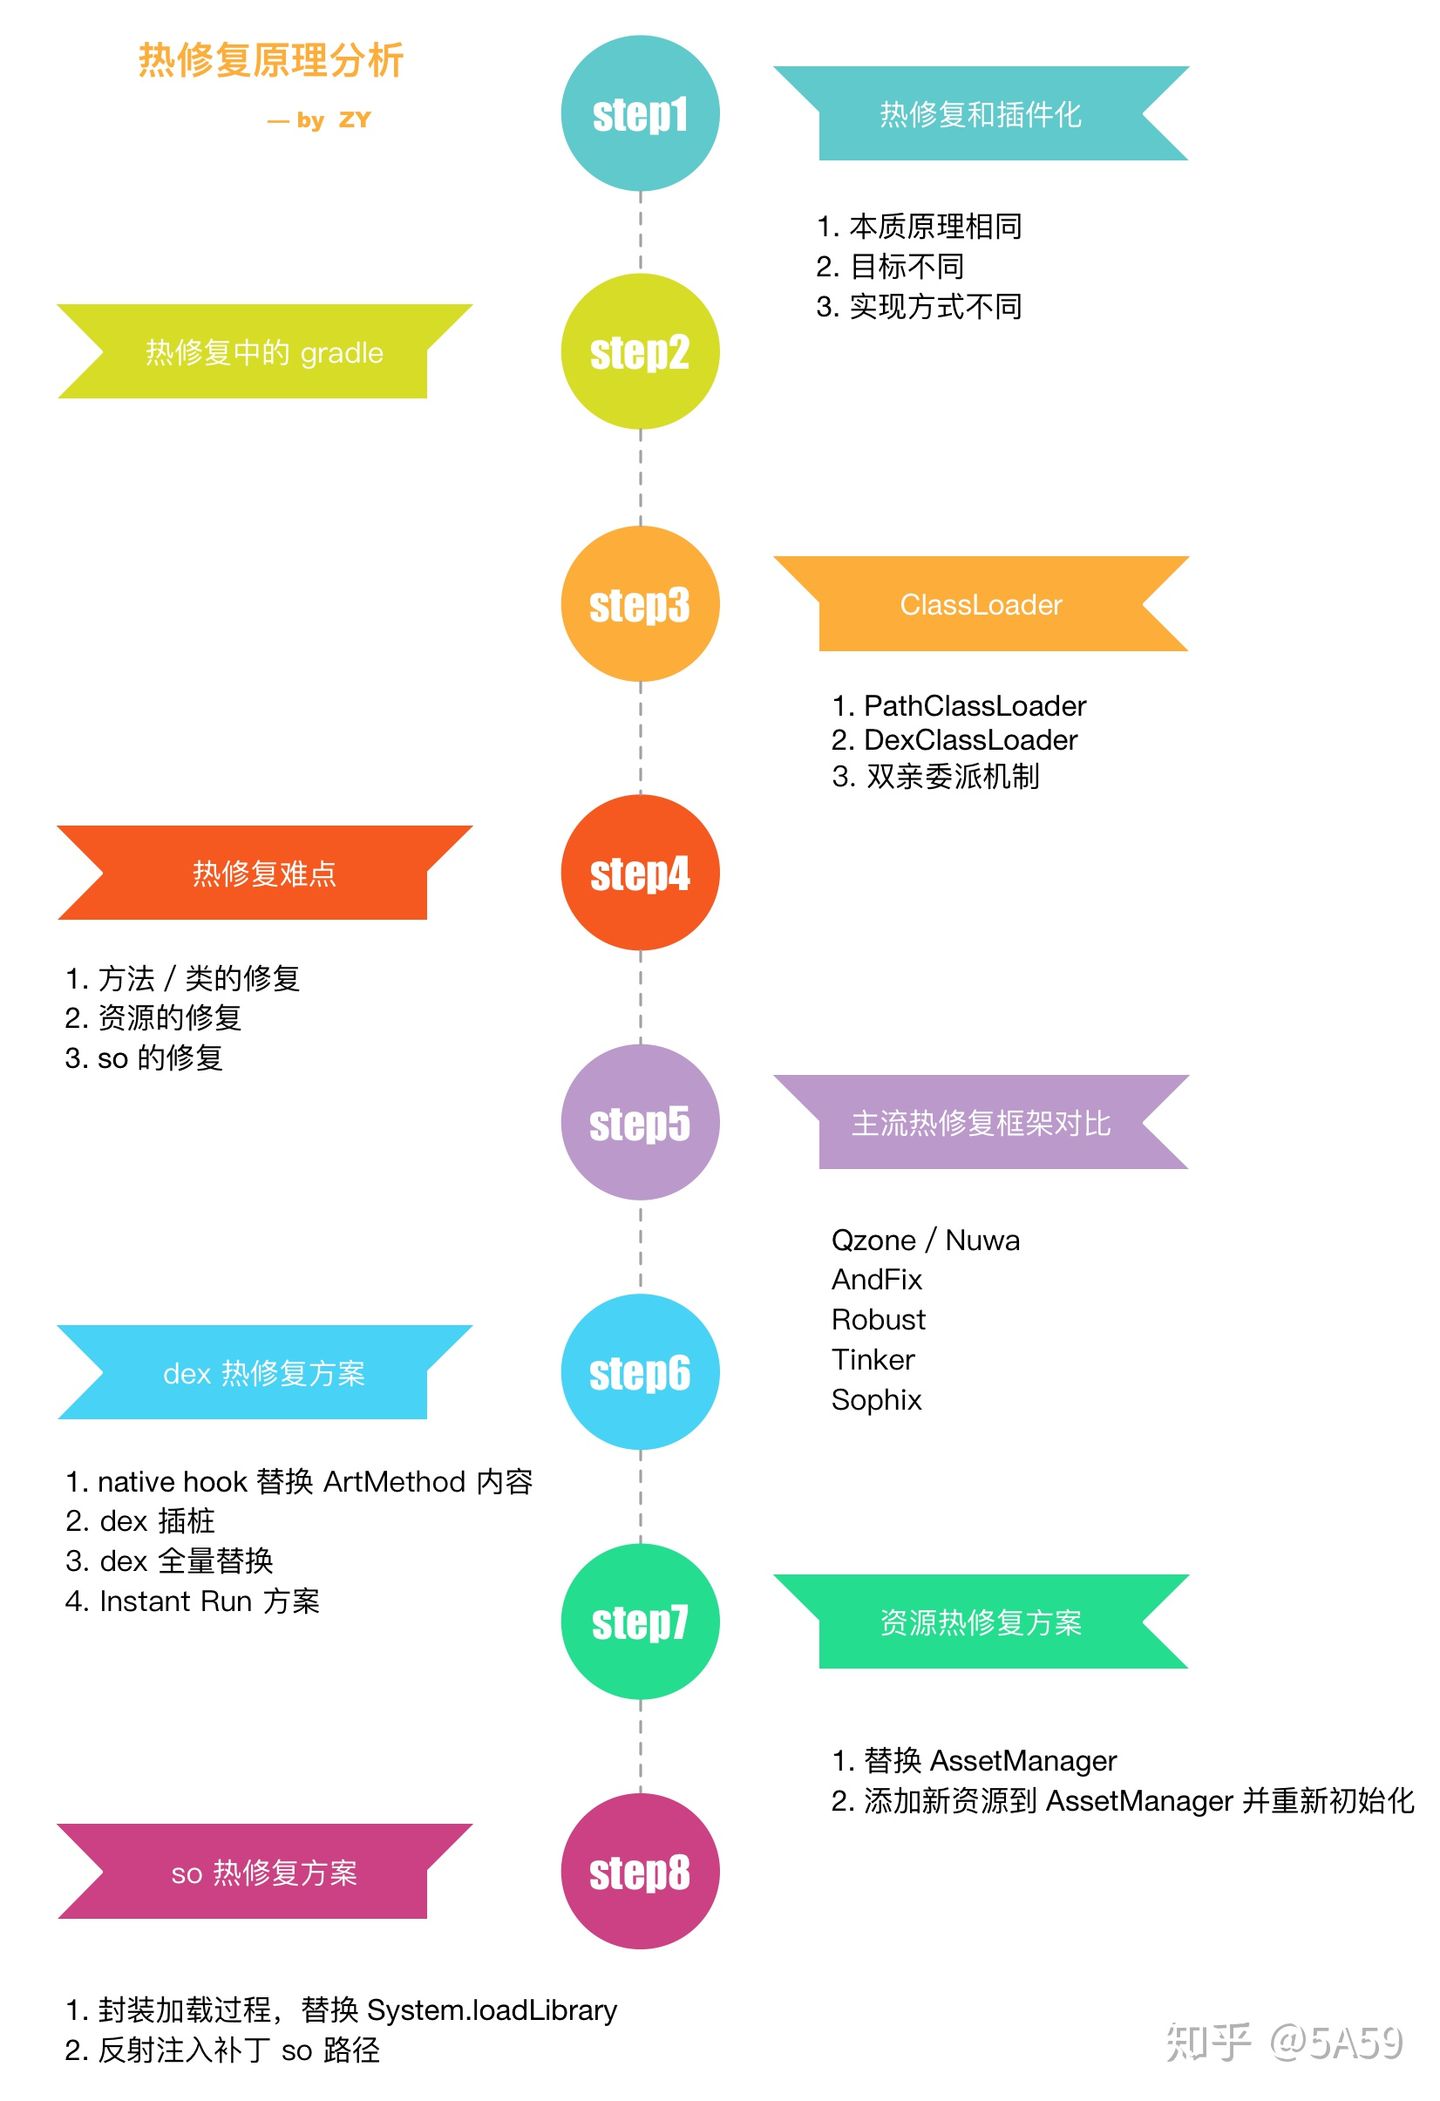 热修复原理分析
— by ZY
step1
热修复和插件化
1. 本质原理相同
2. 目标不同
3. 实现方式不同
step2
热修复中的 gradle
step3
ClassLoader
1. PathClassLoader
2. DexClassLoader
3. 双亲委派机制
step4
热修复难点
1. 方法 / 类的修复
2. 资源的修复
3. so 的修复
step5
主流热修复框架对比
Qzone / Nuwa
AndFix
Robust
Tinker
Sophix
step6
dex 热修复方案
1. native hook 替换 ArtMethod 内容
2. dex 插桩
3. dex 全量替换
4. Instant Run 方案
step7
资源热修复方案
1. 替换 AssetManager
2. 添加新资源到 AssetManager 并重新初始化
step8
so 热修复方案
1. 封装加载过程，替换 System.loadLibrary
2. 反射注入补丁 so 路径
知乎 @5A59